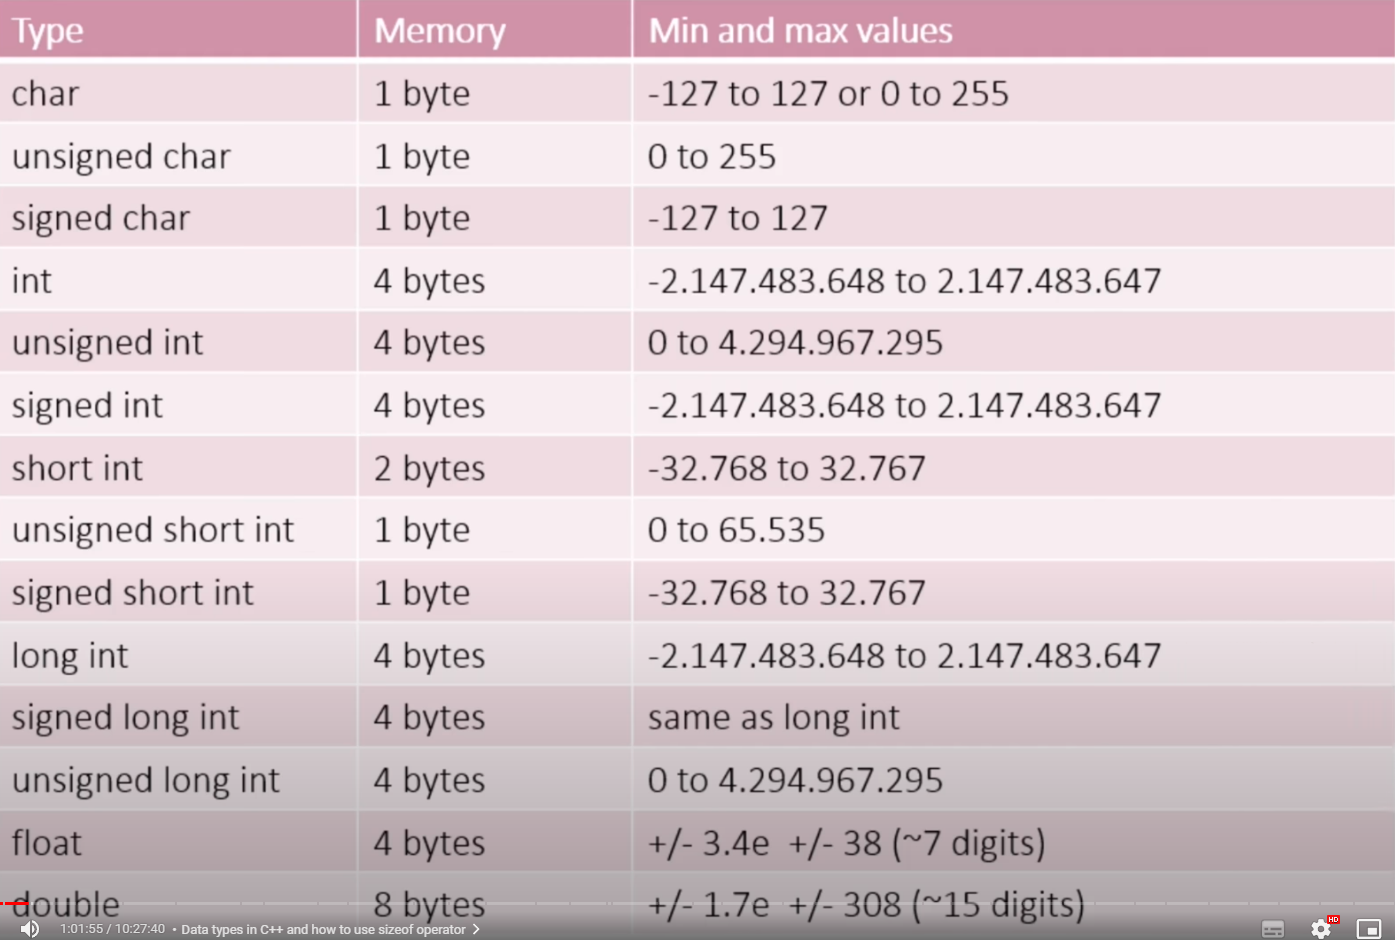 Type Memory Min and max values
char 1 byte -127 to 127 or 0 to 255
unsigned char 1 byte 0 to 255
signed char 1 byte -127 to 127
int 4 bytes -2.147.483.648 to 2.147.483.647
unsigned int 4 bytes 0 to 4.294.967.295
signed int 4 bytes -2.147.483.648 to 2.147.483.647
short int 2 bytes -32.768 to 32.767
unsigned short int 1 byte 0 to 65.535
signed short int 1 byte -32.768 to 32.767
long int 4 bytes -2.147.483.648 to 2.147.483.647
signed long int 4 bytes same as long int
unsigned long int 4 bytes 0 to 4.294.967.295
float 4 bytes +/- 3.4e +/- 38 (~7 digits)
double 8 bytes +/- 1.7e +/- 308 (~15 digits)
1:01:55 / 10:27:40 • Data types in C++ and how to use sizeof operator HD